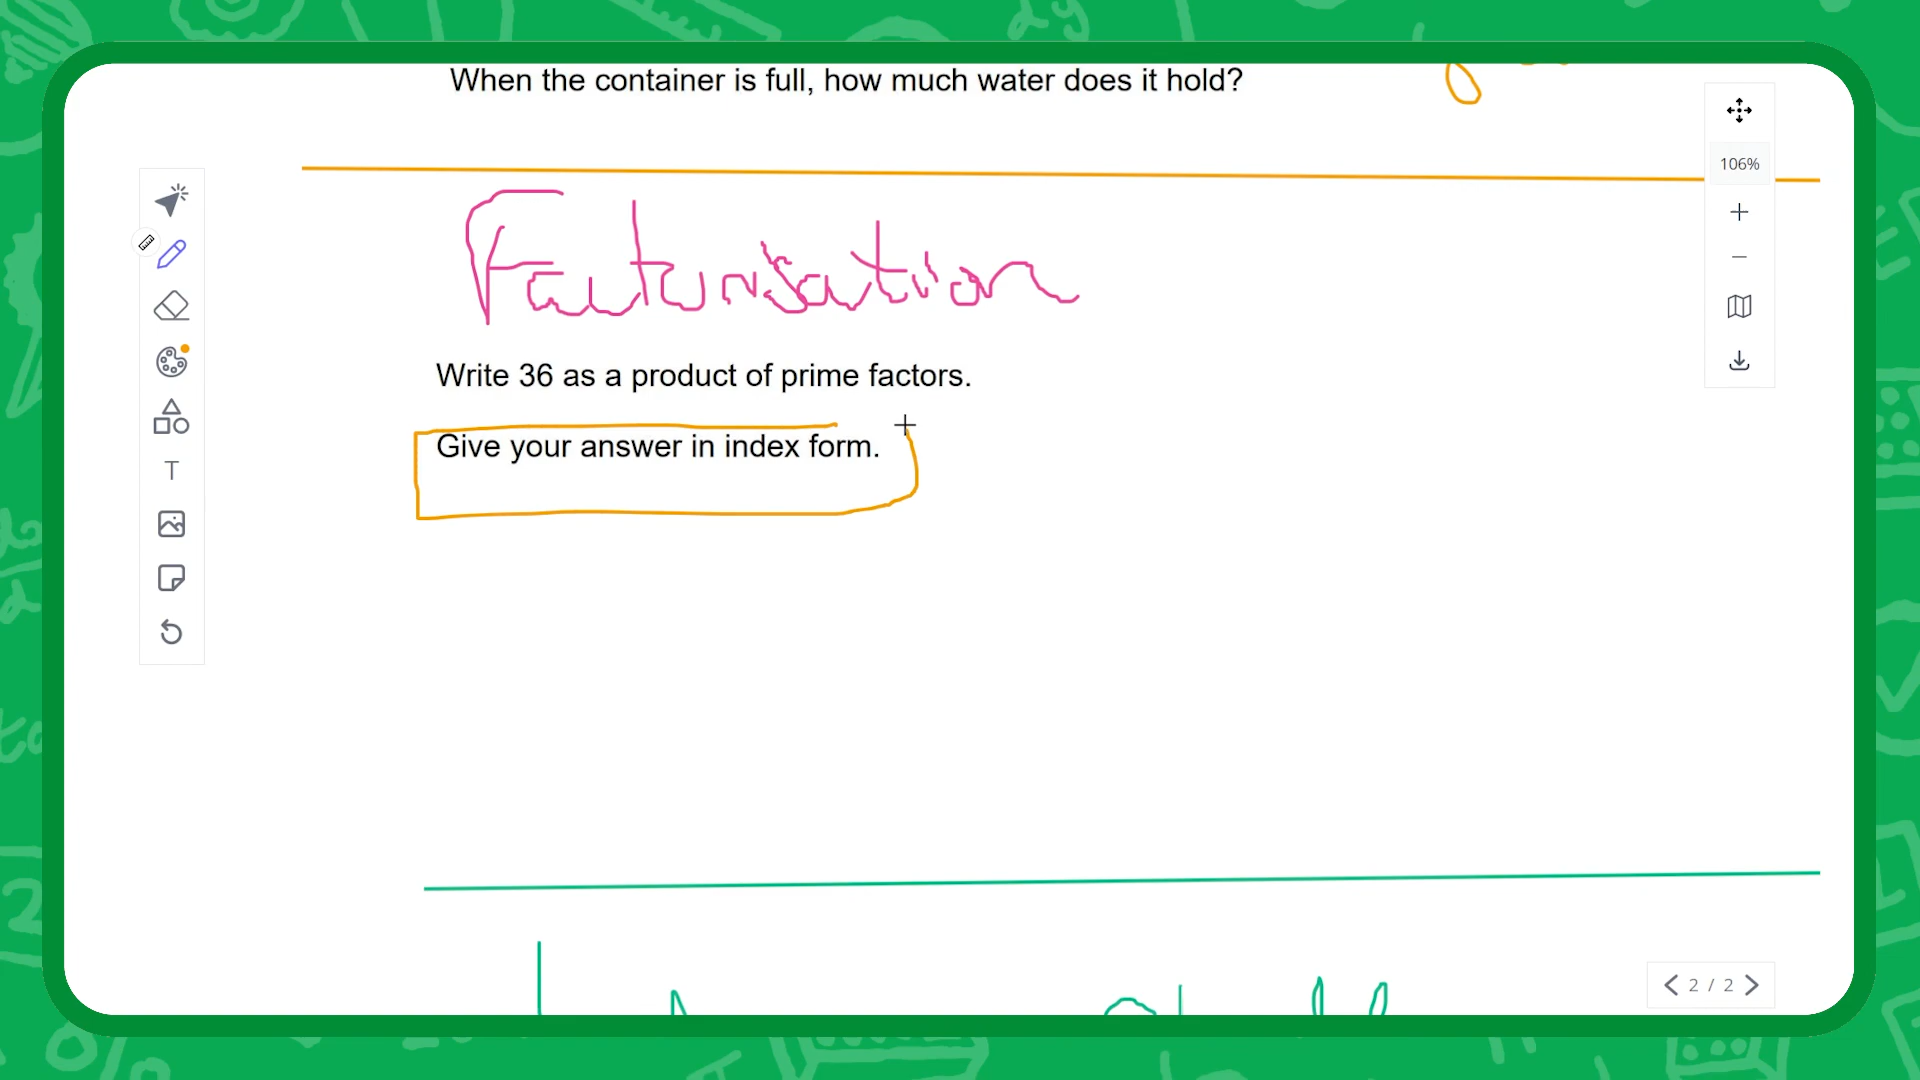 When the container is full, how much water does it hold?
106%
Factorisation
Write 36 as a product of prime factors.
Give your answer in index form.
T
2 / 2